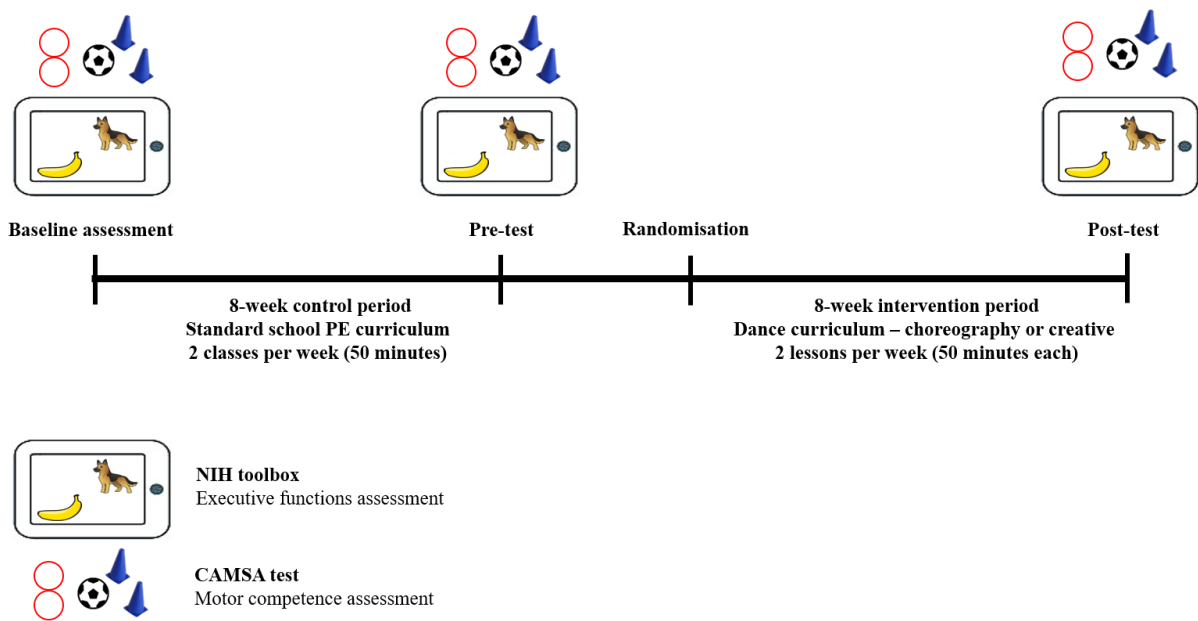 Baseline assessment
Pre-test
Randomisation
Post-test
8-week control period
Standard school PE curriculum
2 classes per week (50 minutes)
8-week intervention period
Dance curriculum – choreography or creative
2 lessons per week (50 minutes each)
NIH toolbox
Executive functions assessment
CAMSA test
Motor competence assessment